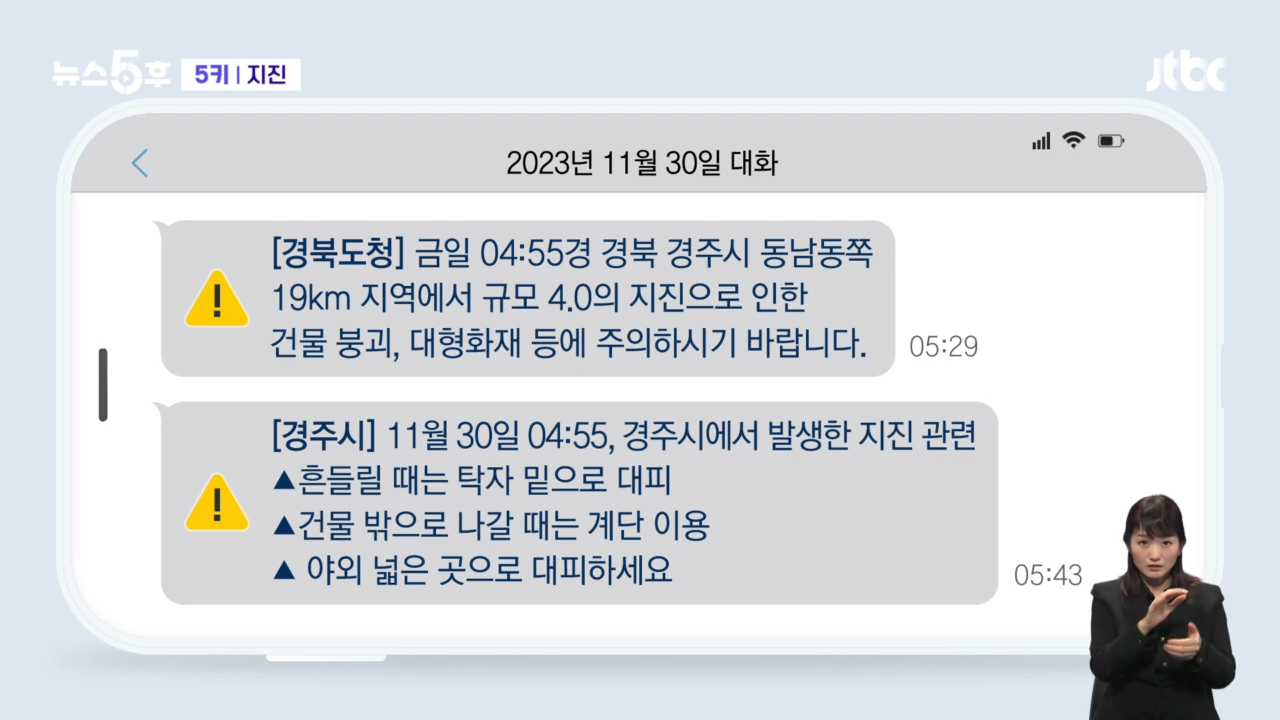 뉴스5후
5키 | 지진
jtbc
2023년 11월 30일 대화
[경북도청] 금일 04:55경 경북 경주시 동남동쪽
19km 지역에서 규모 4.0의 지진으로 인한
건물 붕괴, 대형화재 등에 주의하시기 바랍니다.
05:29
[경주시] 11월 30일 04:55, 경주시에서 발생한 지진 관련
▲흔들릴 때는 탁자 밑으로 대피
▲건물 밖으로 나갈 때는 계단 이용
▲ 야외 넓은 곳으로 대피하세요
05:43